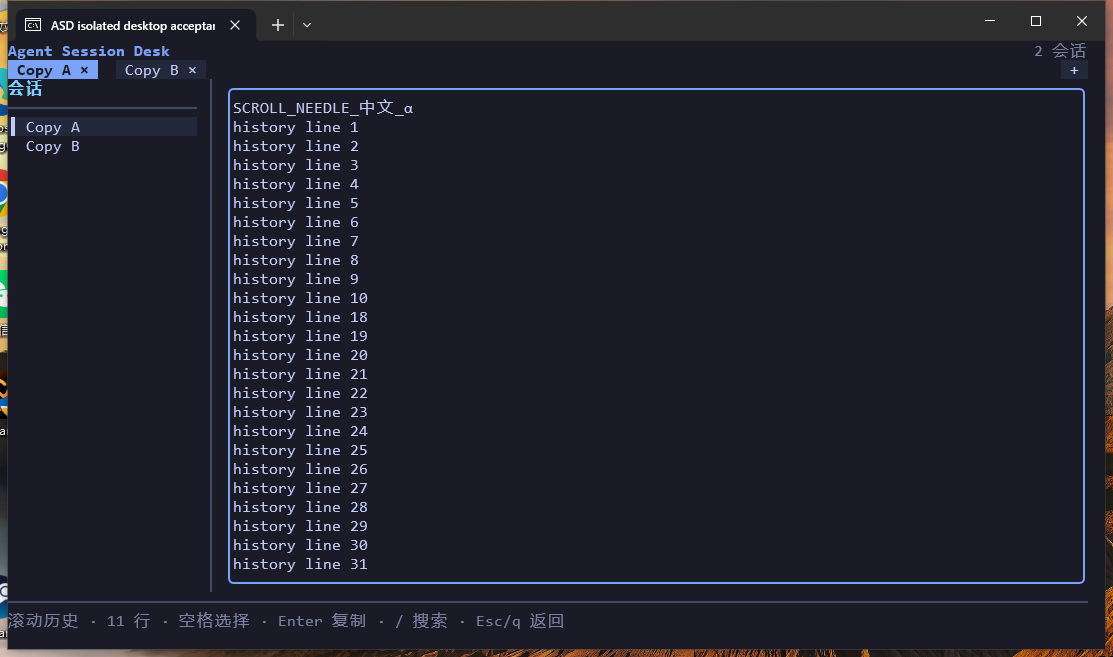 ASD isolated desktop acceptar
Agent Session Desk
2 会话
Copy A ×
Copy B ×
+
会话
Copy A
Copy B
SCROLL_NEEDLE_中文_α
history line 1
history line 2
history line 3
history line 4
history line 5
history line 6
history line 7
history line 8
history line 9
history line 10
history line 18
history line 19
history line 20
history line 21
history line 22
history line 23
history line 24
history line 25
history line 26
history line 27
history line 28
history line 29
history line 30
history line 31
滚动历史 · 11 行 · 空格选择 · Enter 复制 · / 搜索 · Esc/q 返回